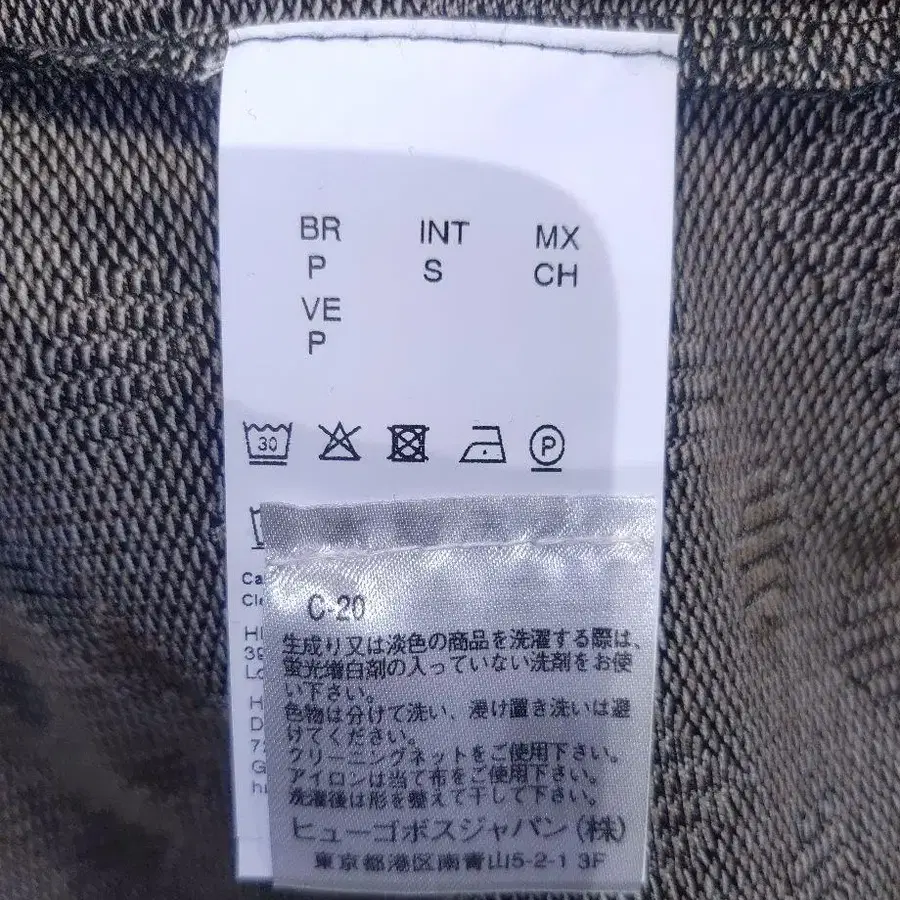 BR INT MX
P S CH
VE
P
30 P
Ca
Cle
C-20
生成り又は淡色の商品を洗濯する際は、
蛍光増白剤の入っていない洗剤をお使
い下さい。
色物は分けて洗い、浸け置き洗いは避
けてください。
クリーニングネットをご使用下さい。
アイロンは当て布をご使用下さい。
洗濯後は形を整えて干して下さい。
ヒューゴボスジャパン(株)
東京都港区南青山5-2-1 3F